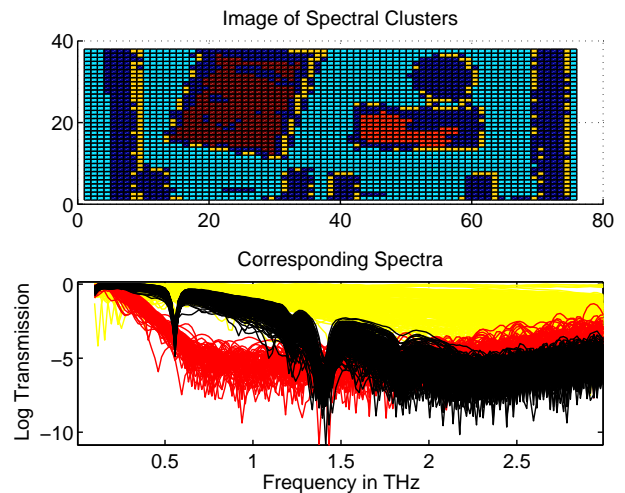 Image of Spectral Clusters
40
20
0
0 20 40 60 80
Corresponding Spectra
0
−5
−10
Log Transmission
0.5 1 1.5 2 2.5
Frequency in THz